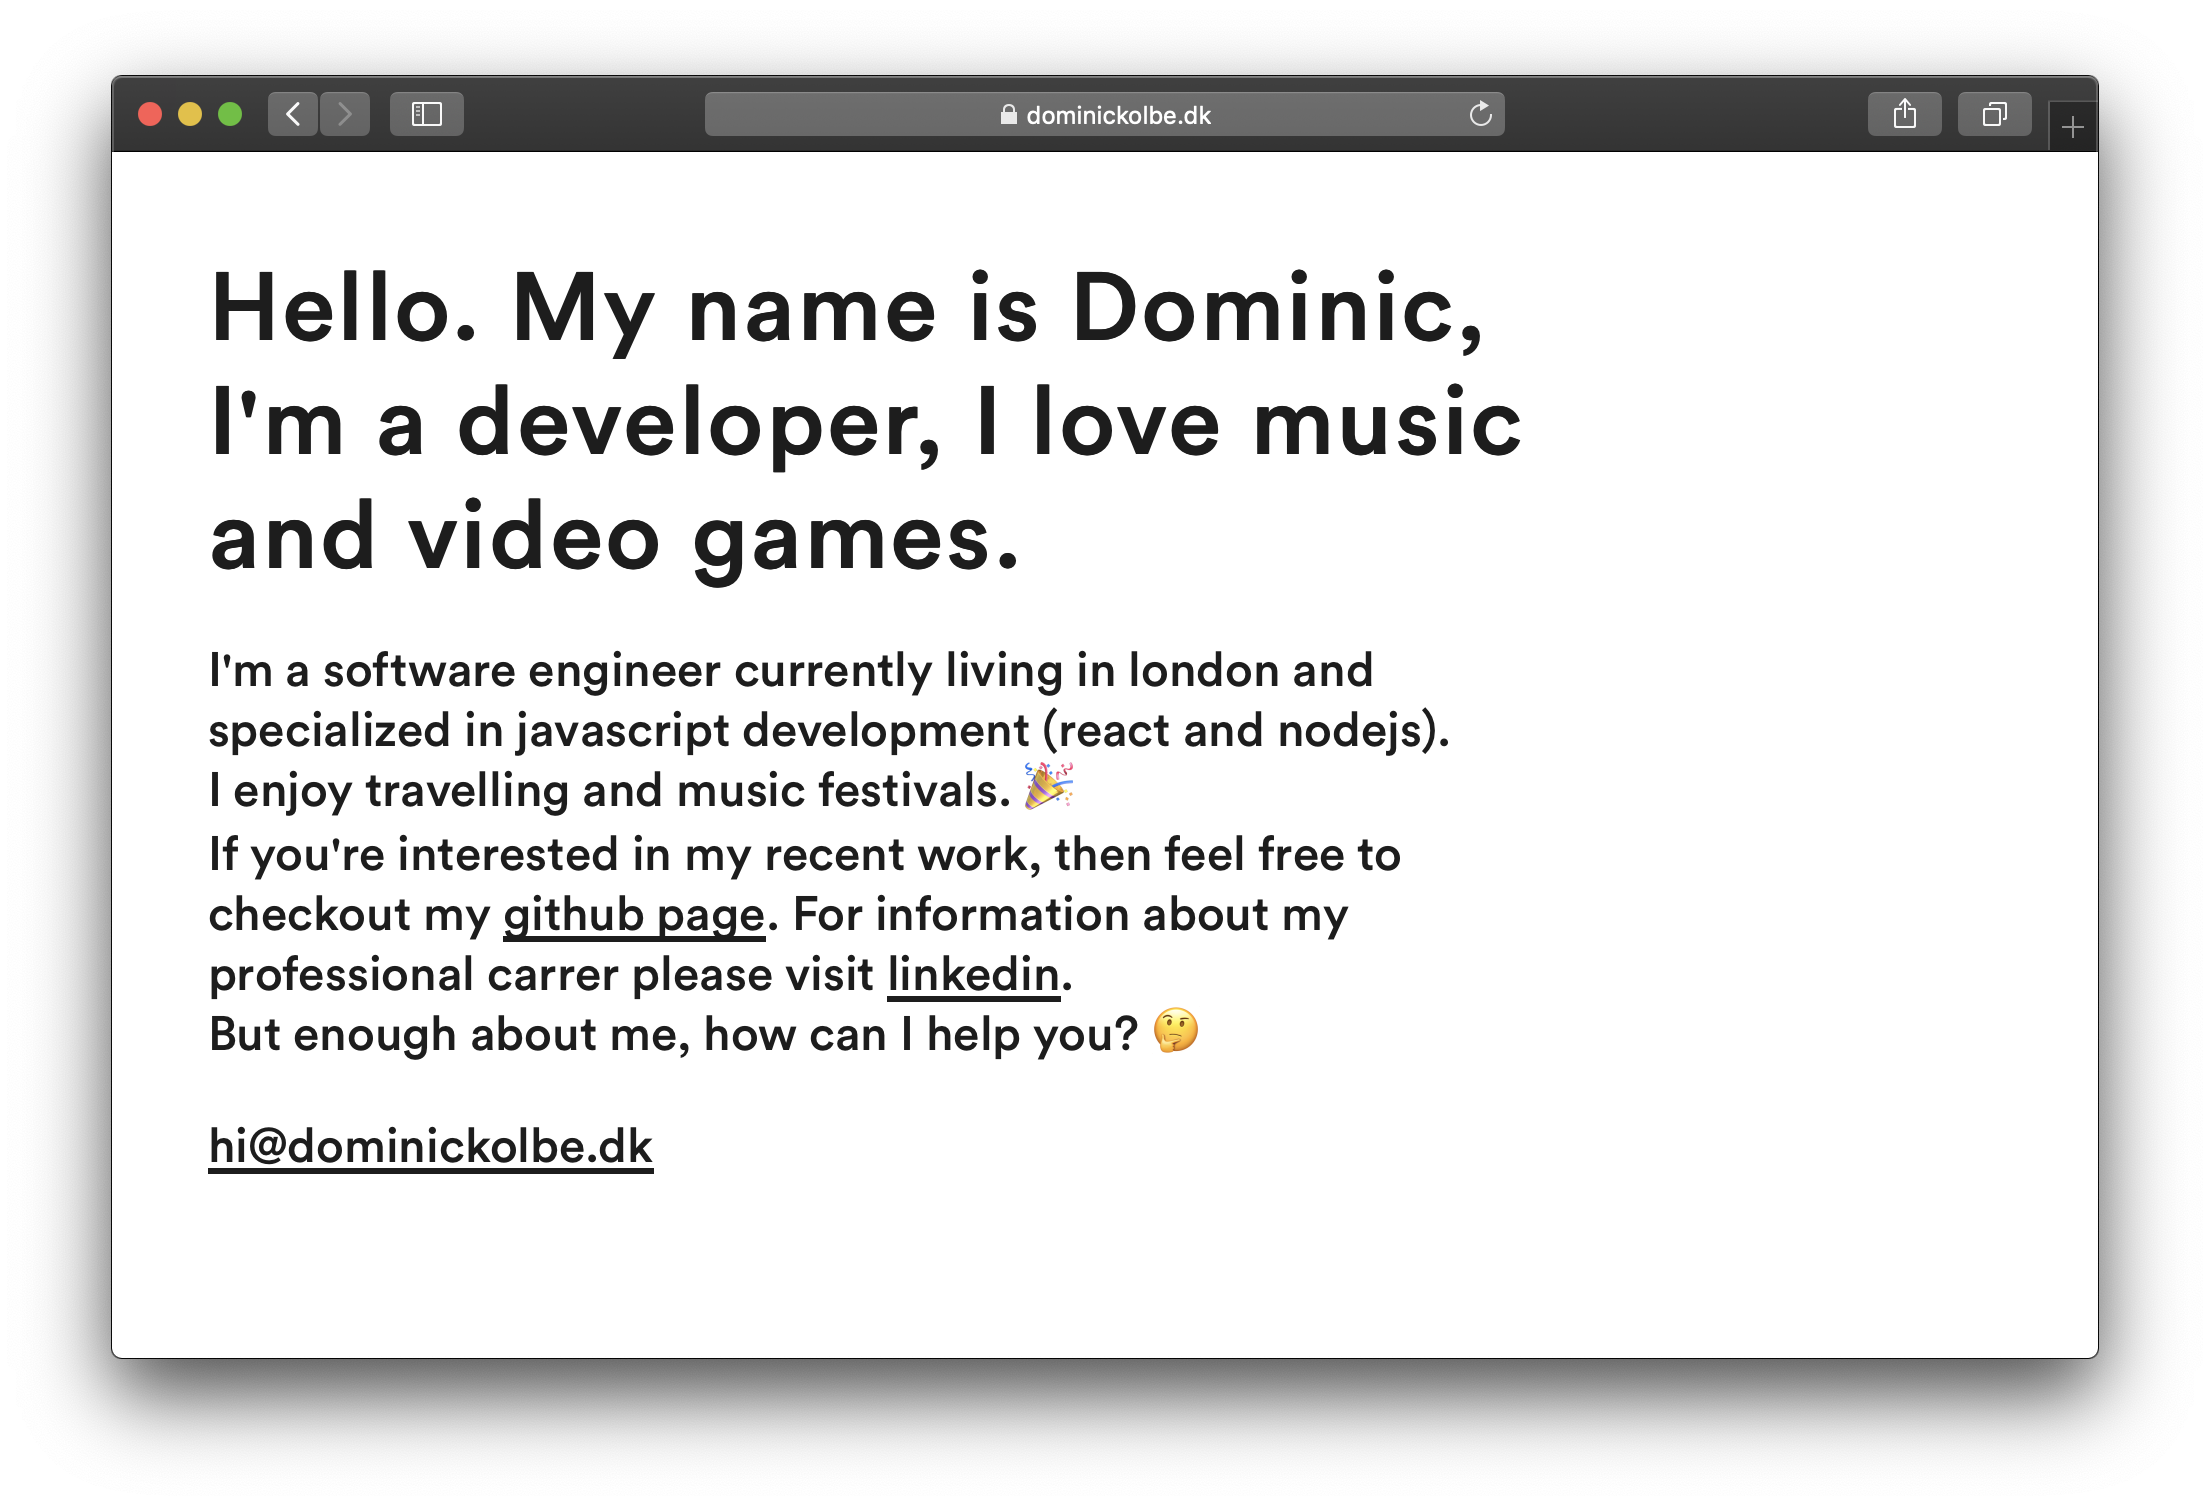 dominickolbe.dk
Hello. My name is Dominic,
I'm a developer, I love music
and video games.
I'm a software engineer currently living in london and
specialized in javascript development (react and nodejs).
I enjoy travelling and music festivals. 🎉
If you're interested in my recent work, then feel free to
checkout my github page. For information about my
professional carrer please visit linkedin.
But enough about me, how can I help you? 🤔
hi@dominickolbe.dk